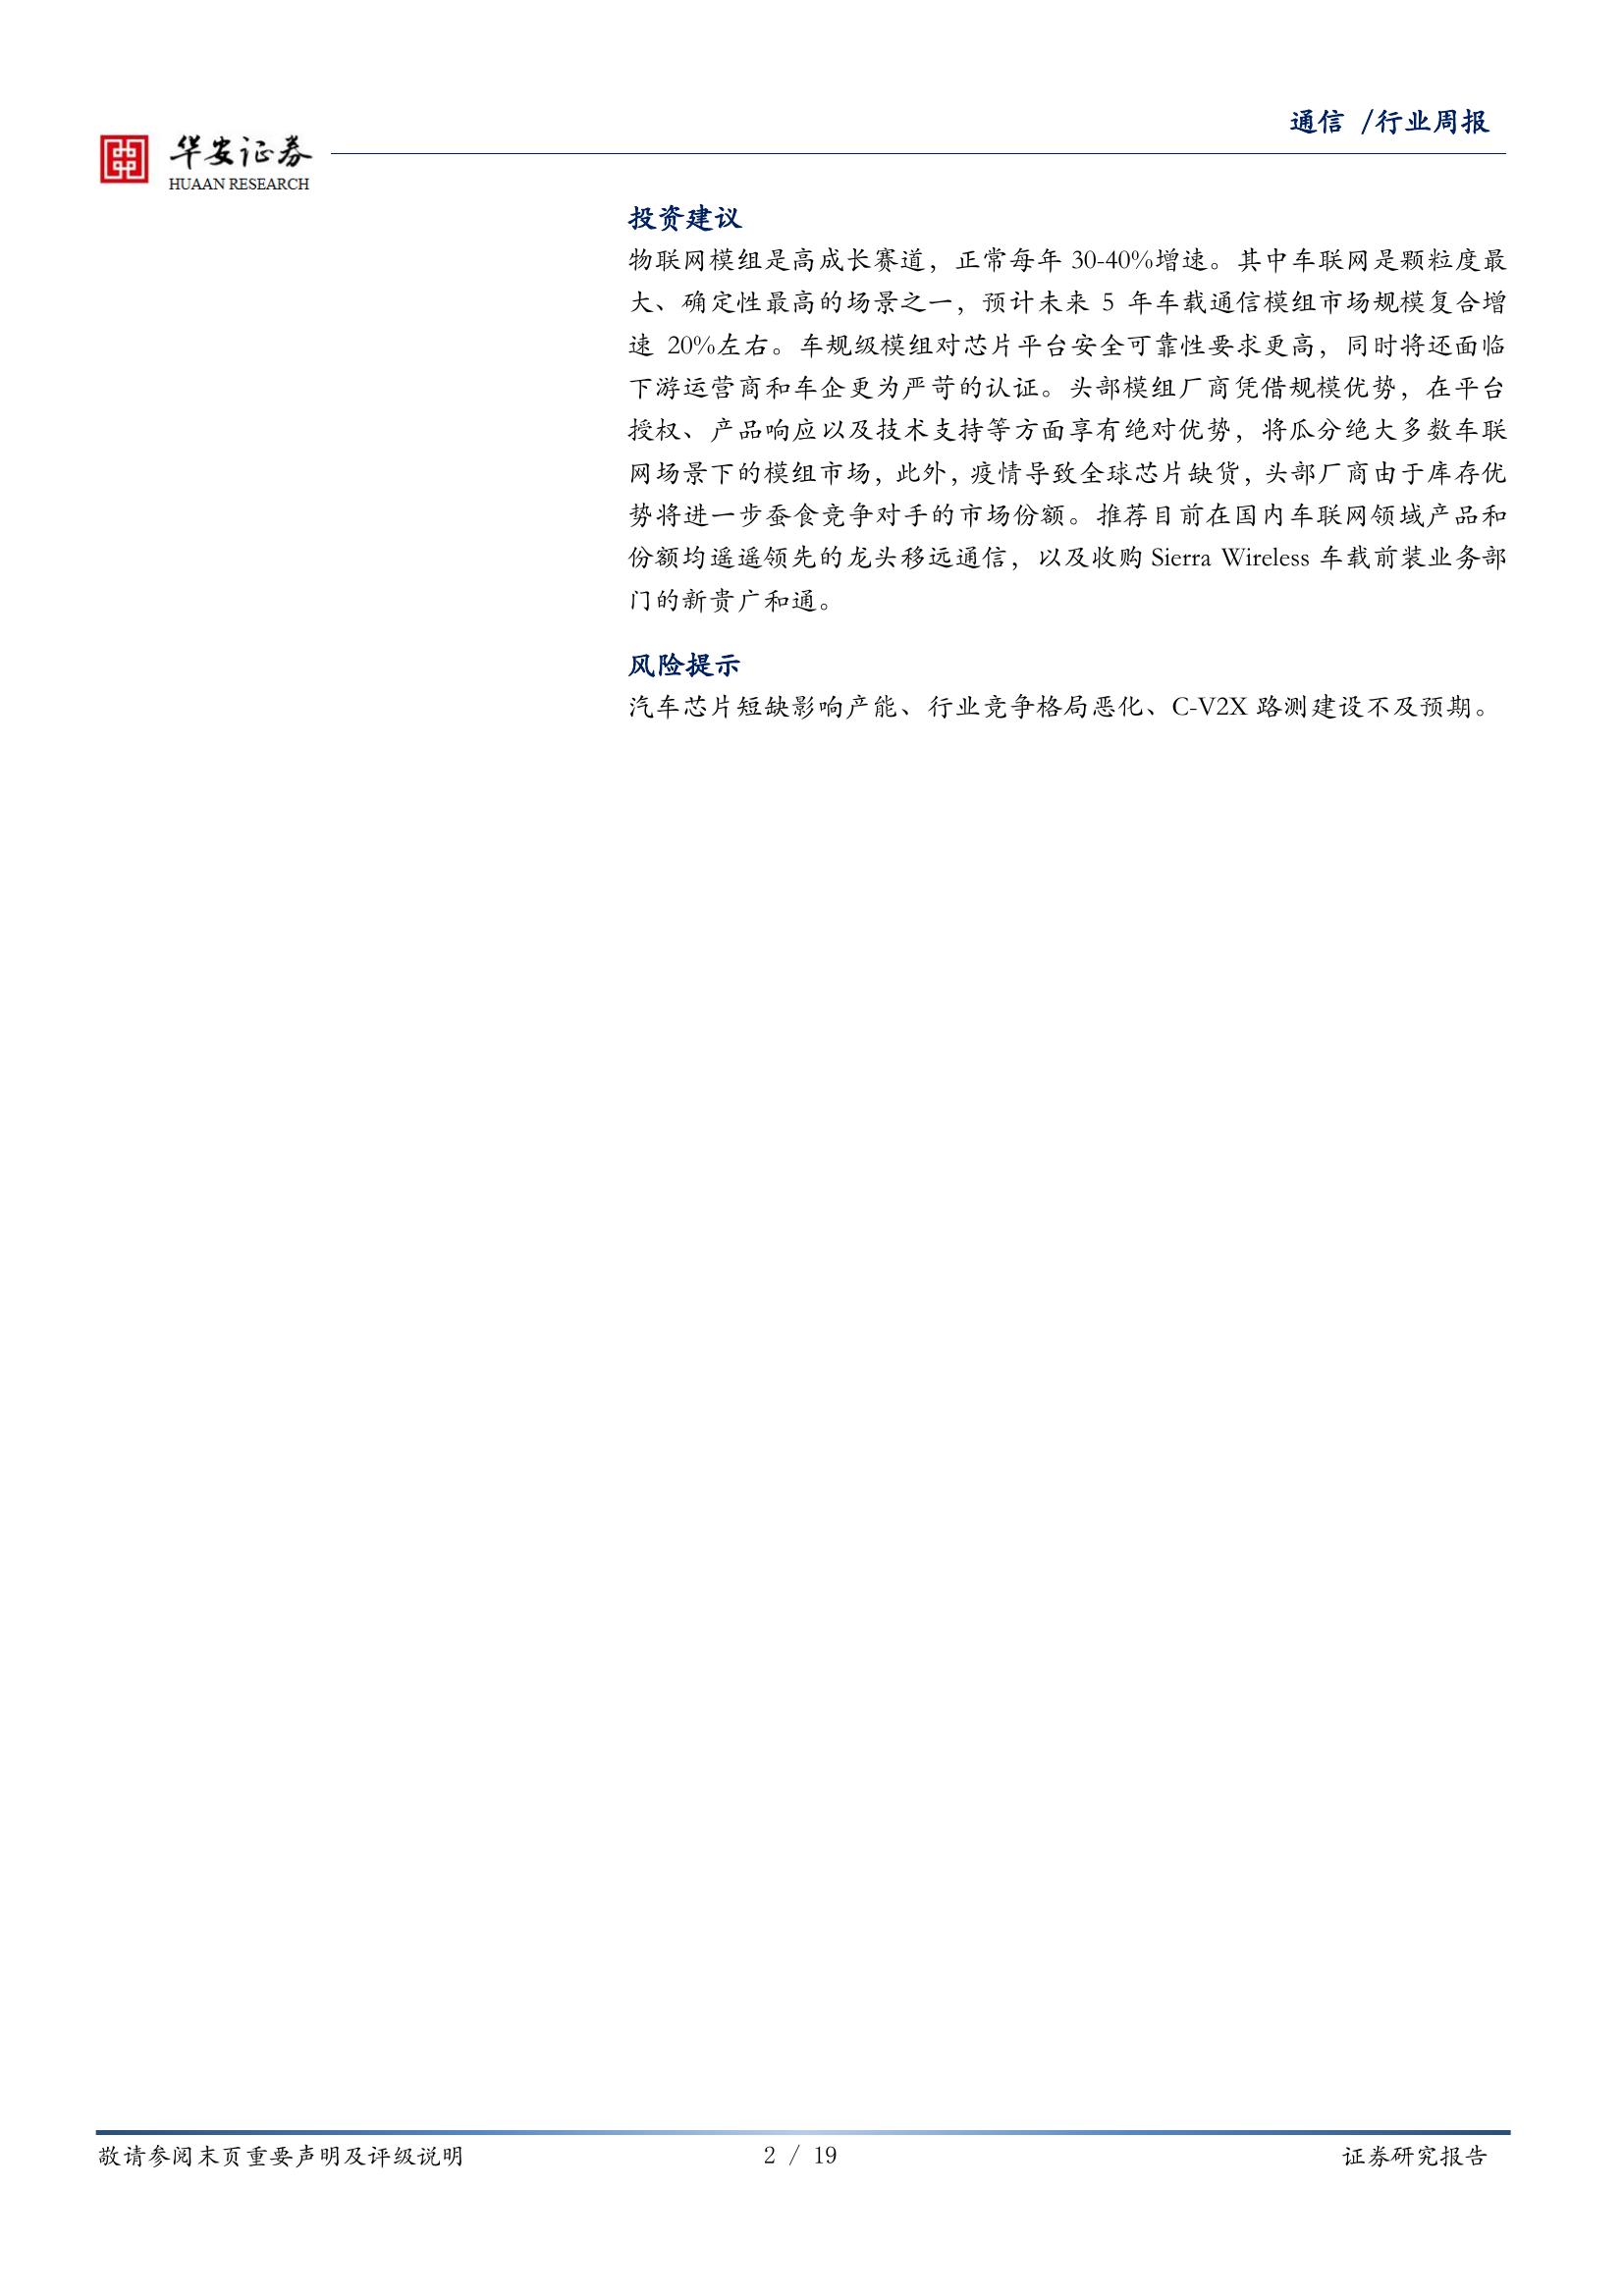 通信 /行业周报
华安证券
HUAAN RESEARCH
投资建议
物联网模组是高成长赛道，正常每年 30-40%增速。其中车联网是颗粒度最
大、确定性最高的场景之一，预计未来 5 年车载通信模组市场规模复合增
速 20%左右。车规级模组对芯片平台安全可靠性要求更高，同时将还面临
下游运营商和车企更为严苛的认证。头部模组厂商凭借规模优势，在平台
授权、产品响应以及技术支持等方面享有绝对优势，将瓜分绝大多数车联
网场景下的模组市场，此外，疫情导致全球芯片缺货，头部厂商由于库存优
势将进一步蚕食竞争对手的市场份额。推荐目前在国内车联网领域产品和
份额均遥遥领先的龙头移远通信，以及收购 Sierra Wireless 车载前装业务部
门的新贵广和通。
风险提示
汽车芯片短缺影响产能、行业竞争格局恶化、C-V2X 路测建设不及预期。
敬请参阅末页重要声明及评级说明
2 / 19
证券研究报告